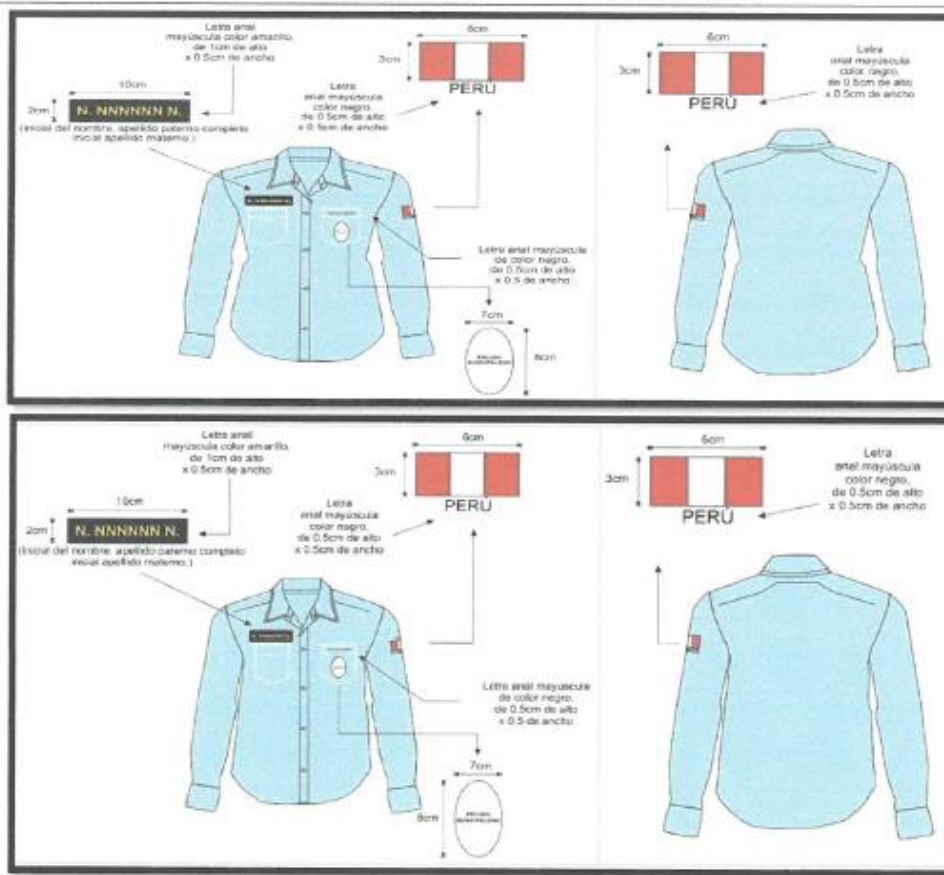 Letra arial
mayúscula color amarillo,
de 1cm de alto
x 0.5cm de ancho
10cm
2cm
N. NNNNNN N.
(Inicial del nombre, apellido paterno completo
inicial apellido materno.)
6cm
3cm
PERÚ
Letra
arial mayúscula
color negro,
de 0.5cm de alto
x 0.5cm de ancho
Letra arial mayúscula
de color negro,
de 0.5cm de alto
x 0.5 de ancho
7cm
8cm
6cm
3cm
PERÚ
Letra
arial mayúscula
color negro,
de 0.5cm de alto
x 0.5cm de ancho
Letra arial
mayúscula color amarillo,
de 1cm de alto
x 0.5cm de ancho
10cm
2cm
N. NNNNNN N.
(Inicial del nombre, apellido paterno completo
inicial apellido materno.)
6cm
3cm
PERÚ
Letra
arial mayúscula
color negro,
de 0.5cm de alto
x 0.5cm de ancho
Letra arial mayúscula
de color negro,
de 0.5cm de alto
x 0.5 de ancho
7cm
8cm
6cm
3cm
PERÚ
Letra
arial mayúscula
color negro,
de 0.5cm de alto
x 0.5cm de ancho